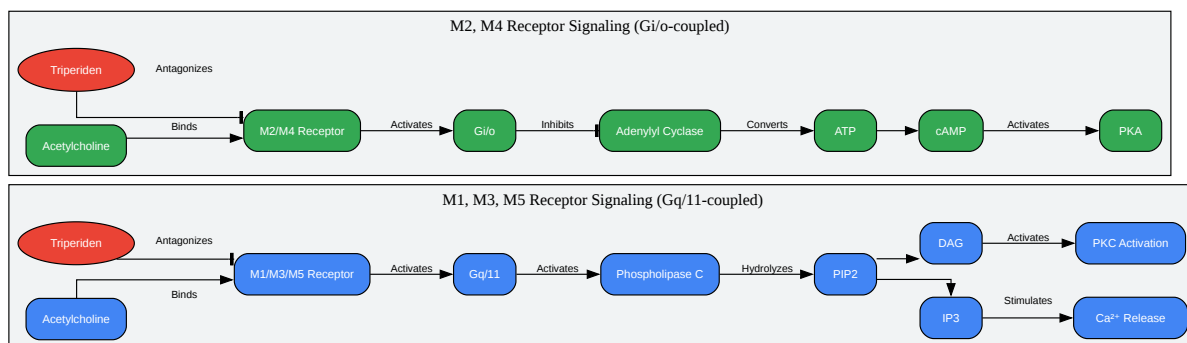 M2, M4 Receptor Signaling (Gi/o-coupled)
Triperiden
Antagonizes
Acetylcholine
Binds
M2/M4 Receptor
Activates
Gi/o
Inhibits
Adenylyl Cyclase
Converts
ATP
cAMP
Activates
PKA
M1, M3, M5 Receptor Signaling (Gq/11-coupled)
Triperiden
Antagonizes
Acetylcholine
Binds
M1/M3/M5 Receptor
Activates
Gq/11
Activates
Phospholipase C
Hydrolyzes
PIP2
DAG
Activates
PKC Activation
IP3
Stimulates
Ca²⁺ Release